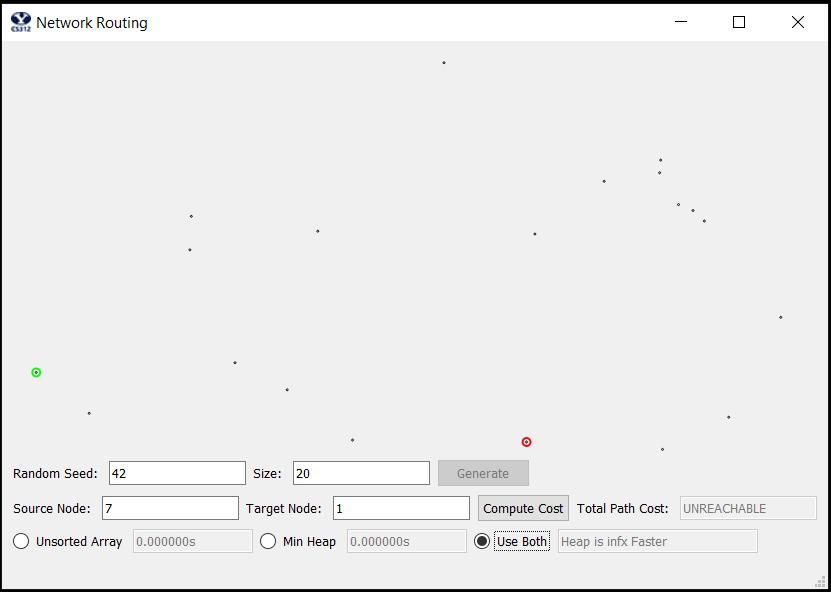 CS312 Network Routing
Random Seed: 42 Size: 20 Generate
Source Node: 7 Target Node: 1 Compute Cost Total Path Cost: UNREACHABLE
Unsorted Array 0.000000s Min Heap 0.000000s Use Both Heap is infx Faster